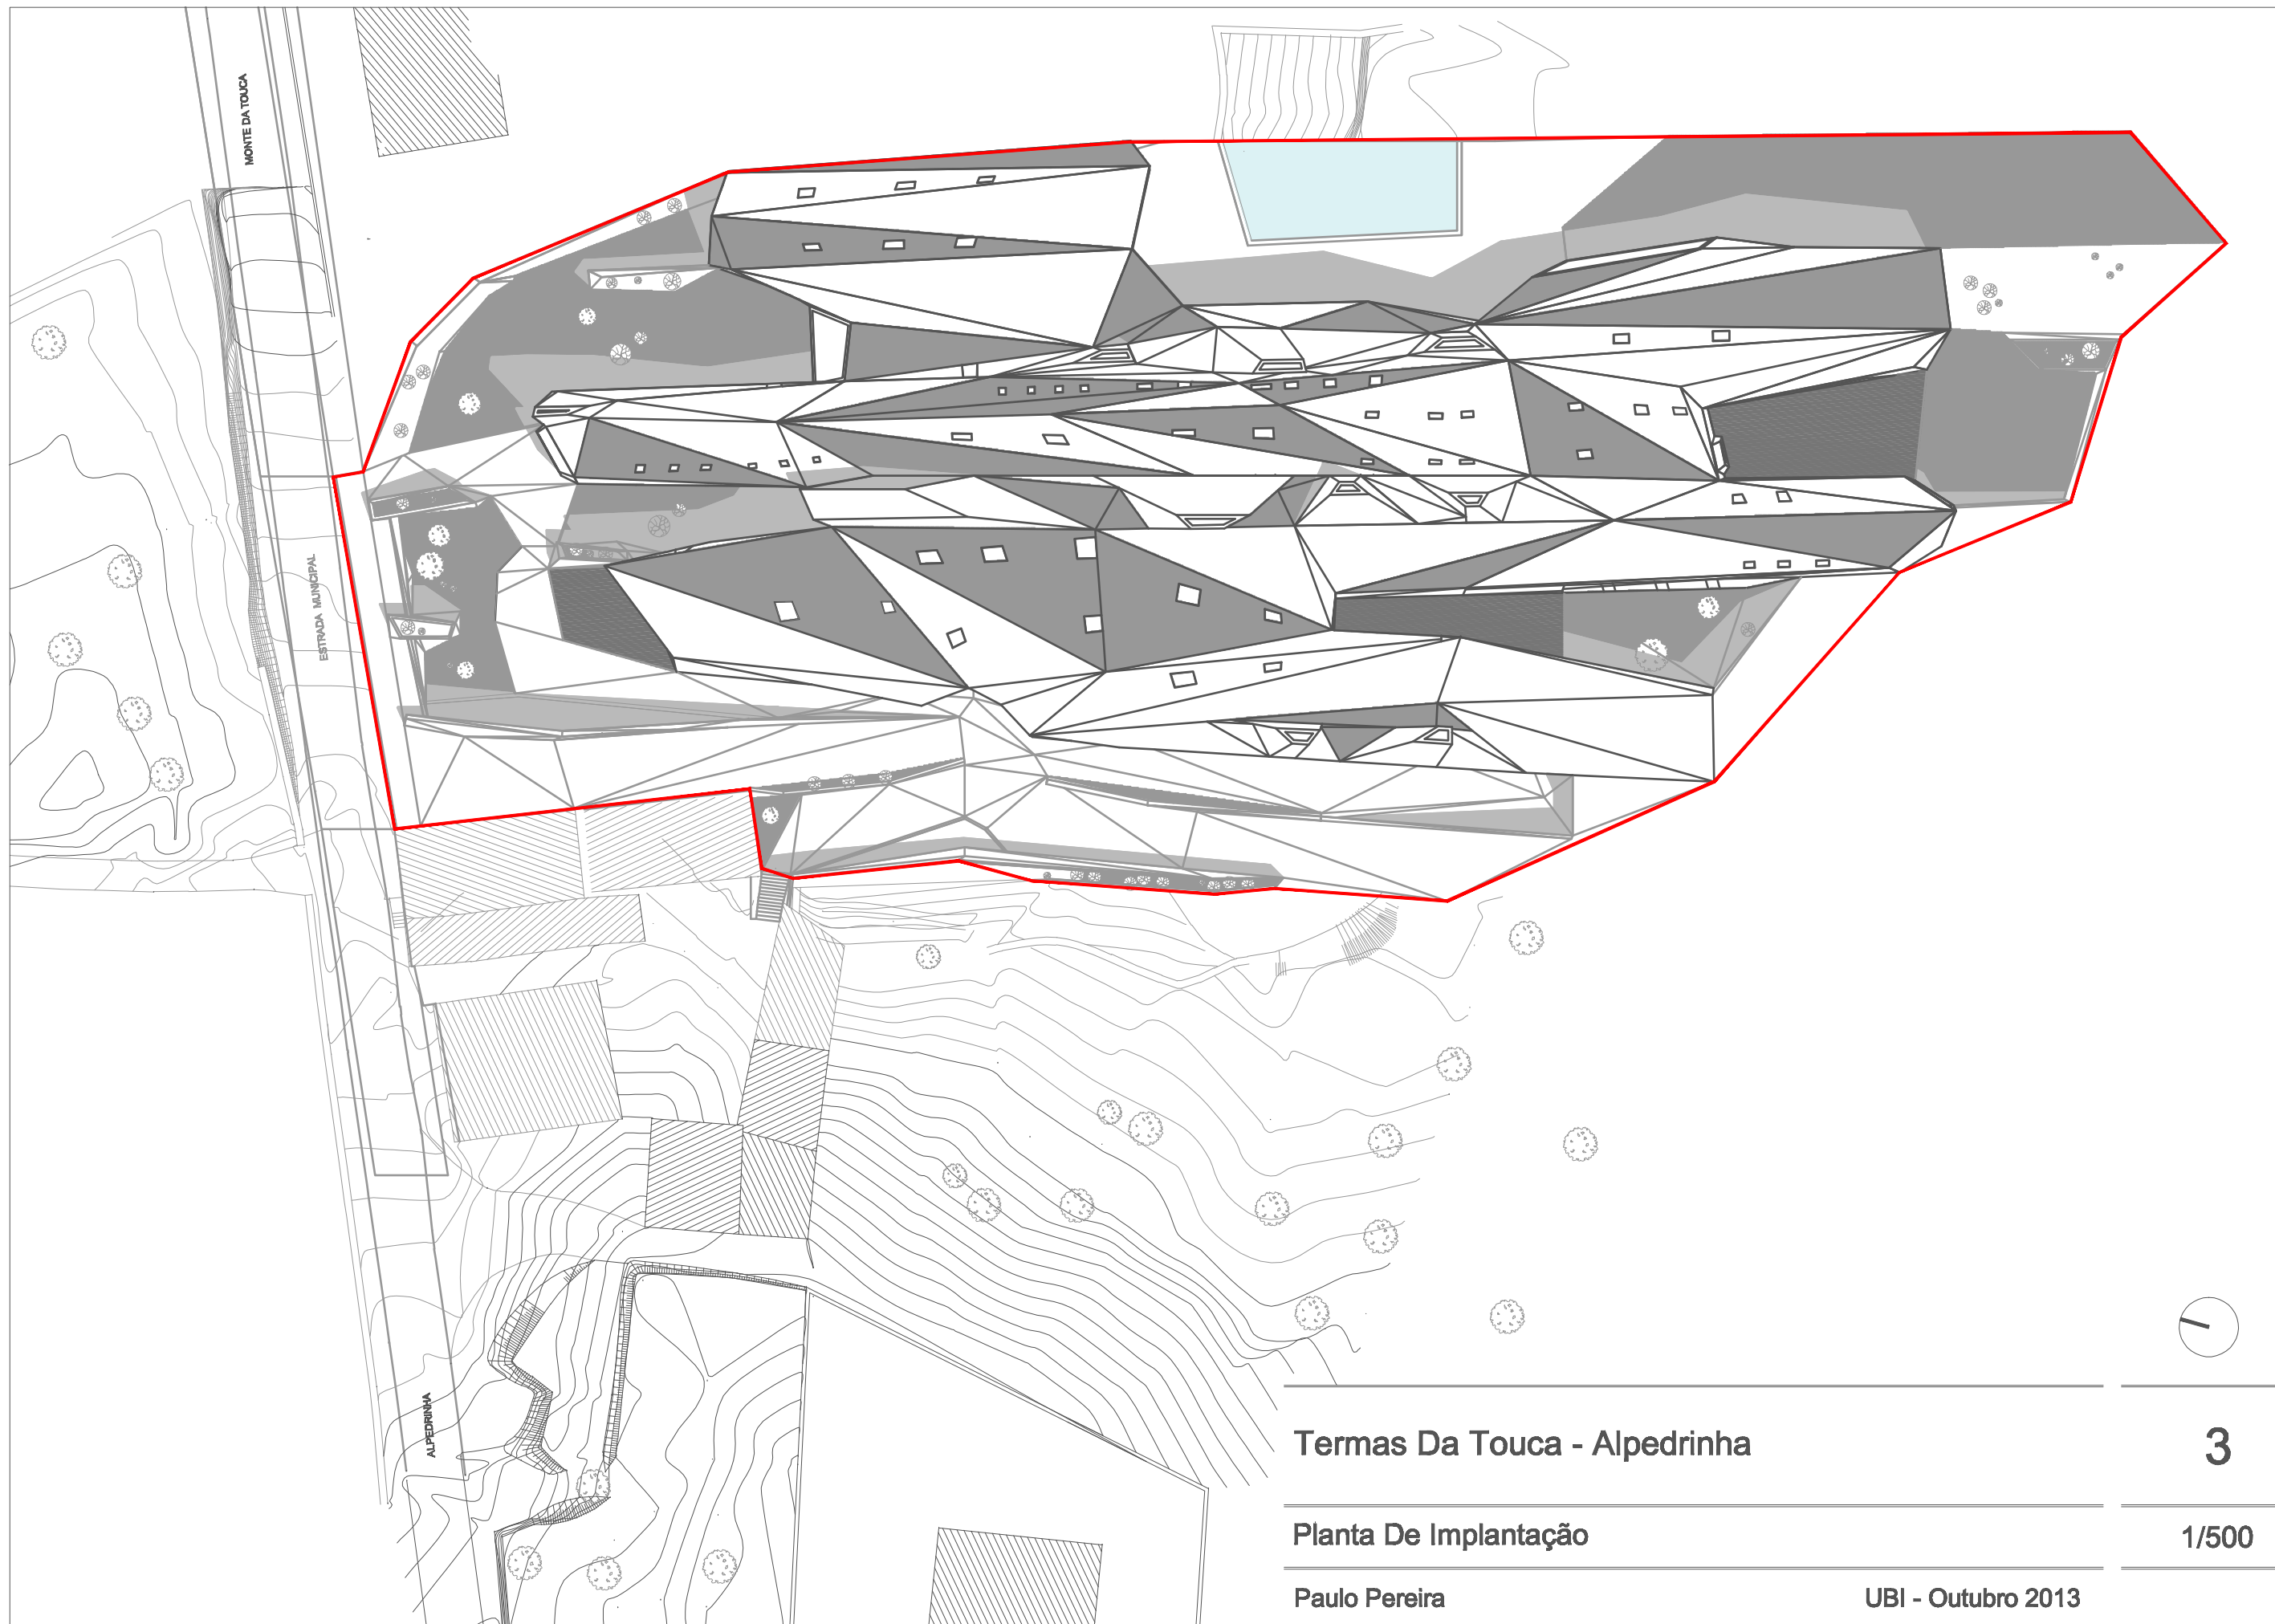 MONTE DA TOUCA
ESTRADA MUNICIPAL
ALPEDRINHA
Termas Da Touca - Alpedrinha
3
Planta De Implantação
1/500
Paulo Pereira
UBI - Outubro 2013